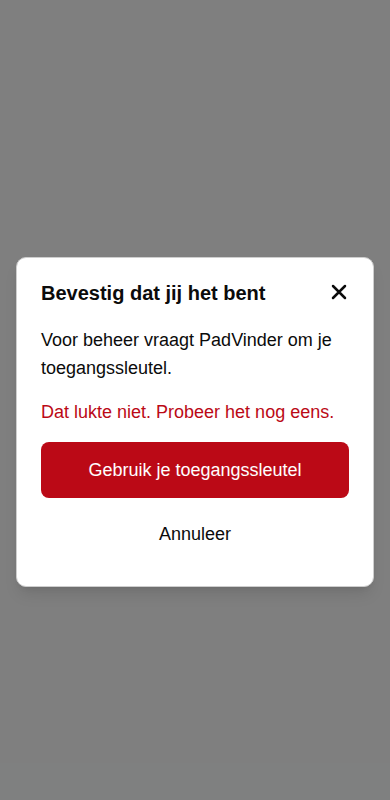 Bevestig dat jij het bent
Voor beheer vraagt PadVinder om je
toegangssleutel.
Dat lukte niet. Probeer het nog eens.
Gebruik je toegangssleutel
Annuleer